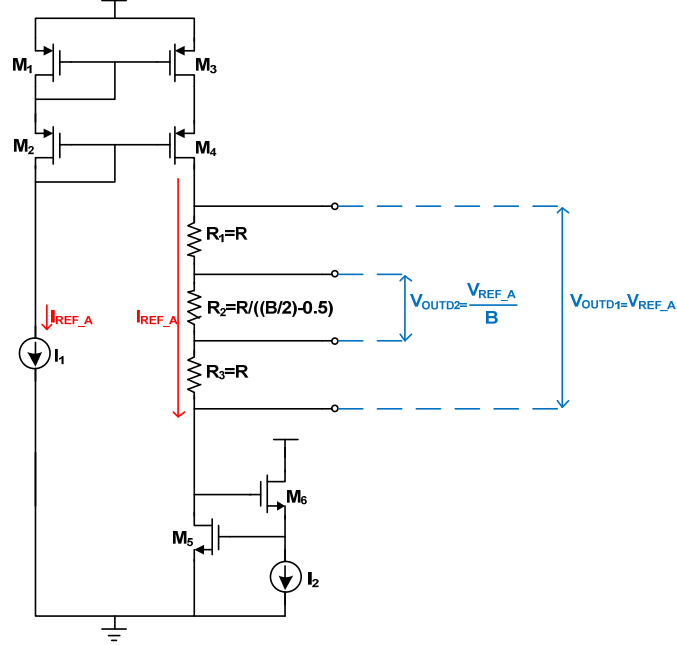 M1
M3
M2
M4
R1=R
IREF_A
IREF_A
R2=R/((B/2)-0.5)
VOUTD2=VREF_A/B
VOUTD1=VREF_A
I1
R3=R
M6
M5
I2